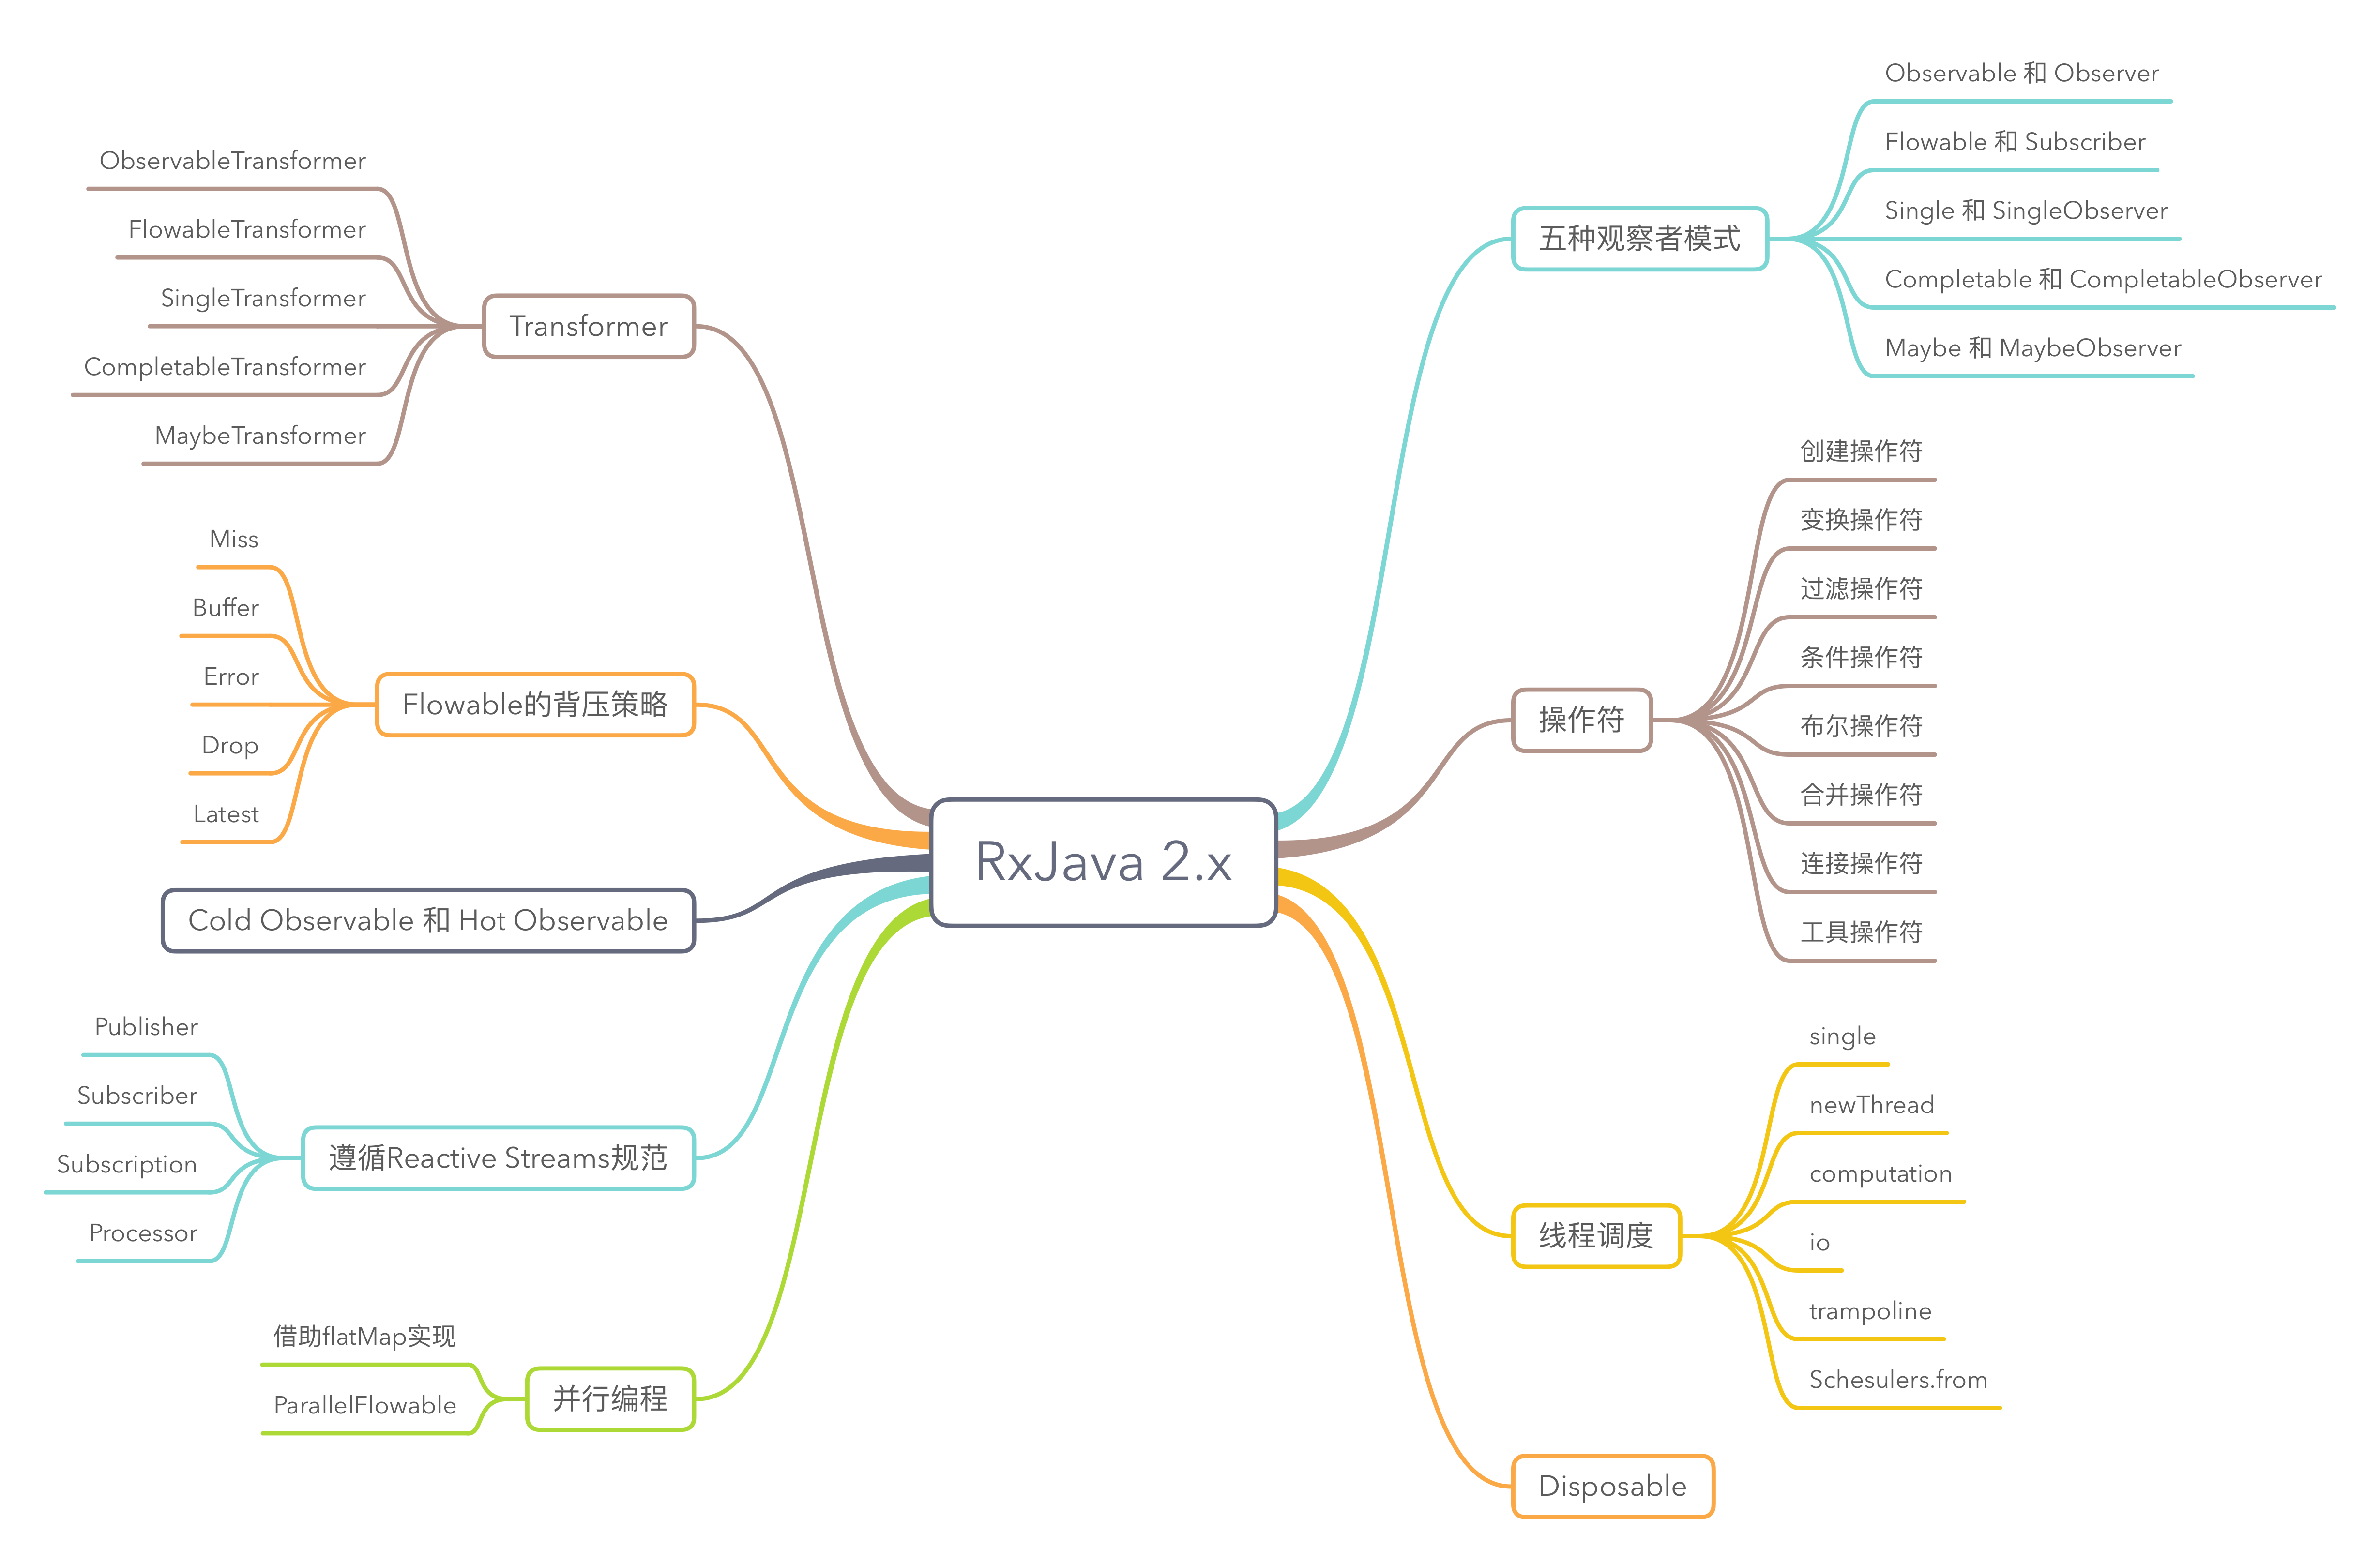 RxJava 2.x
五种观察者模式
Observable 和 Observer
Flowable 和 Subscriber
Single 和 SingleObserver
Completable 和 CompletableObserver
Maybe 和 MaybeObserver
操作符
创建操作符
变换操作符
过滤操作符
条件操作符
布尔操作符
合并操作符
连接操作符
工具操作符
线程调度
single
newThread
computation
io
trampoline
Schesulers.from
Disposable
Transformer
ObservableTransformer
FlowableTransformer
SingleTransformer
CompletableTransformer
MaybeTransformer
Flowable的背压策略
Miss
Buffer
Error
Drop
Latest
Cold Observable 和 Hot Observable
遵循Reactive Streams规范
Publisher
Subscriber
Subscription
Processor
并行编程
借助flatMap实现
ParallelFlowable